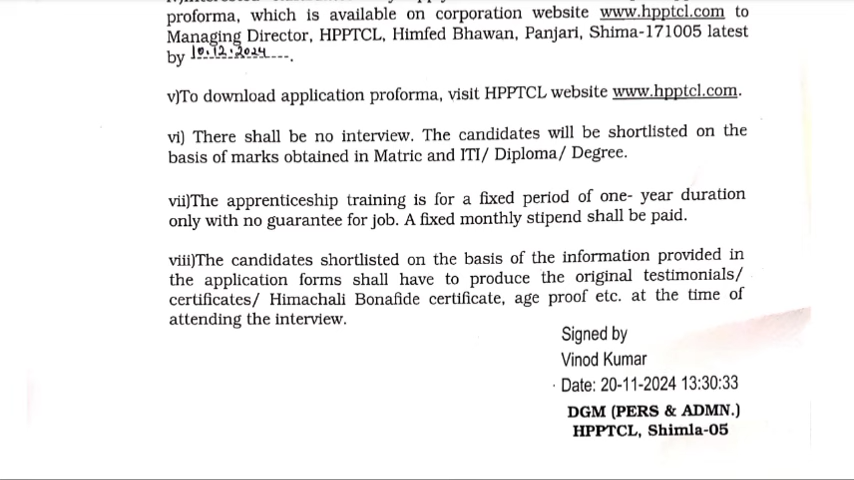 proforma, which is available on corporation website www.hpptcl.com to
Managing Director, HPPTCL, Himfed Bhawan, Panjari, Shima-171005 latest
by 10.12.2024.
v)To download application proforma, visit HPPTCL website www.hpptcl.com.
vi) There shall be no interview. The candidates will be shortlisted on the
basis of marks obtained in Matric and ITI/ Diploma/ Degree.
vii)The apprenticeship training is for a fixed period of one- year duration
only with no guarantee for job. A fixed monthly stipend shall be paid.
viii)The candidates shortlisted on the basis of the information provided in
the application forms shall have to produce the original testimonials/
certificates/ Himachali Bonafide certificate, age proof etc. at the time of
attending the interview.
Signed by
Vinod Kumar
Date: 20-11-2024 13:30:33
DGM (PERS & ADMN.)
HPPTCL, Shimla-05